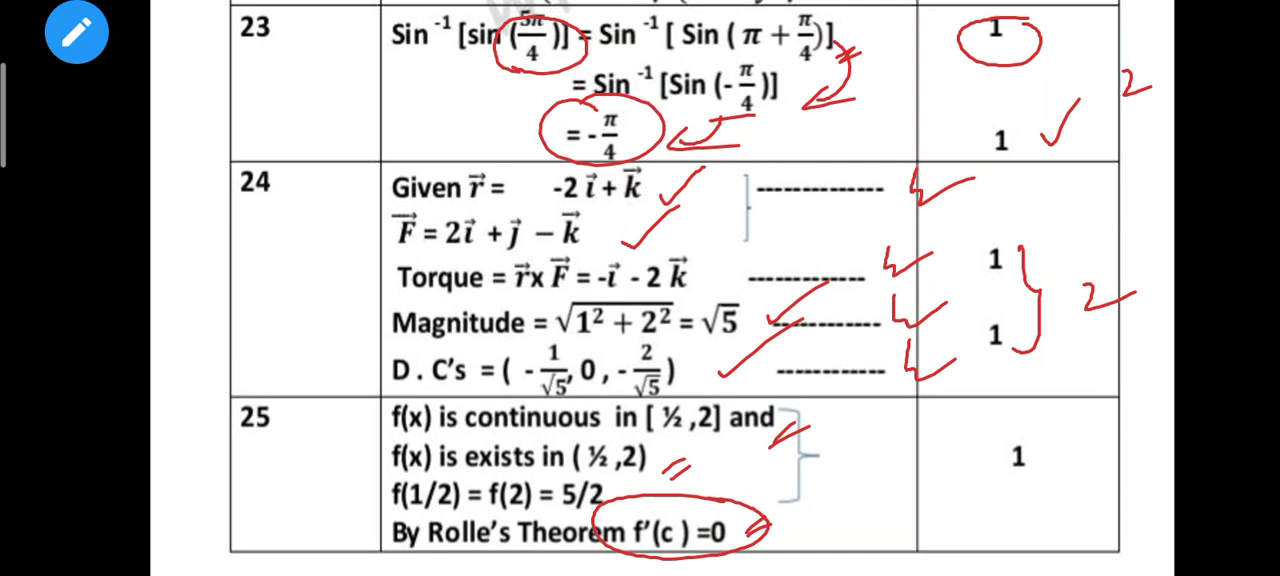 23
Sin⁻¹ [sin (5π/4)] = Sin⁻¹ [ Sin ( π + π/4)]
1
= Sin⁻¹ [Sin (- π/4 )]
2
= - π/4
1
24
Given r⃗ = -2 i⃗ + k⃗
F⃗ = 2i⃗ + j⃗ − k⃗
Torque = r⃗x F⃗ = -i⃗ - 2 k⃗ -------------
1
2
Magnitude = √1² + 2² = √5 ------------
1
D . C's = ( - 1/√5, 0 , - 2/√5 ) ------------
25
f(x) is continuous in [ ½ ,2] and
f(x) is exists in ( ½ ,2)
1
f(1/2) = f(2) = 5/2
By Rolle's Theorem f'(c ) =0